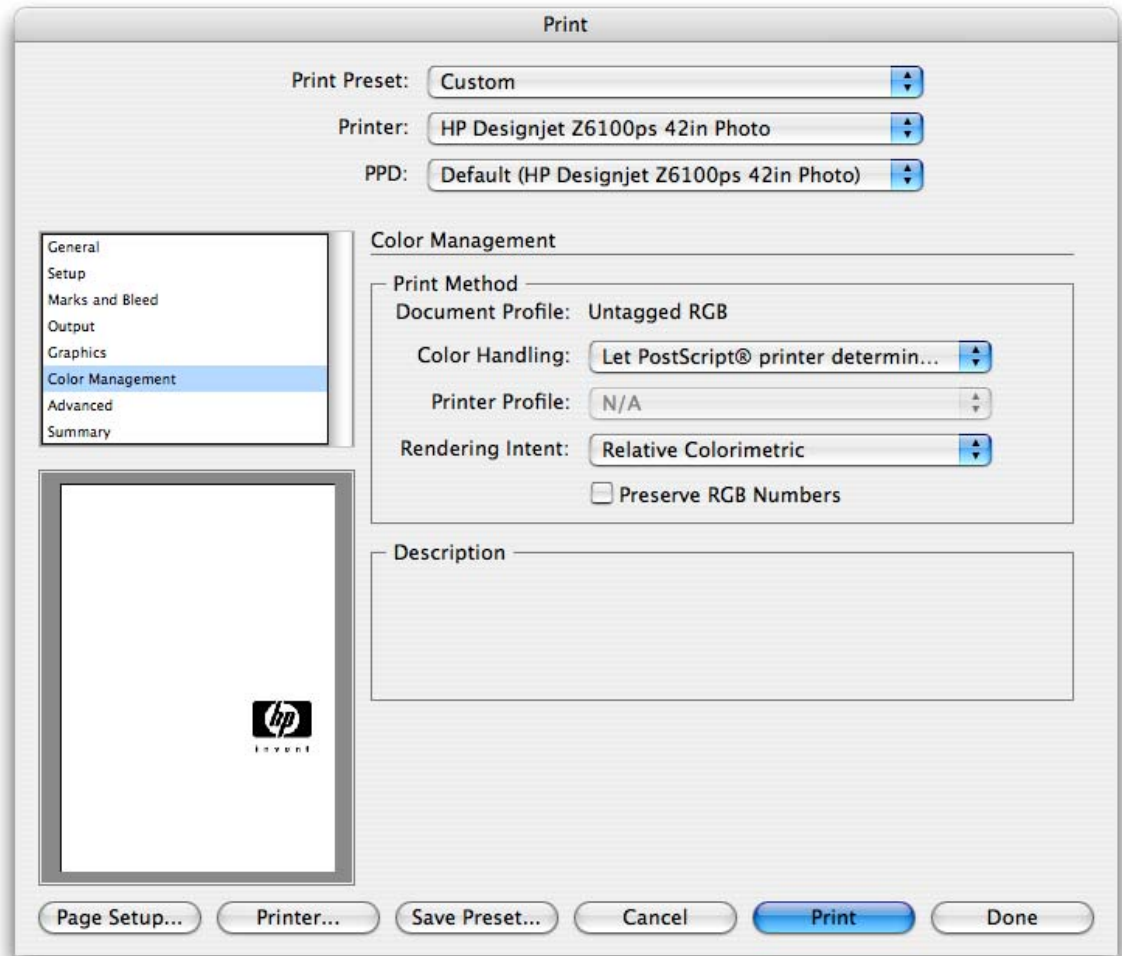 Print
Print Preset: Custom
Printer: HP Designjet Z6100ps 42in Photo
PPD: Default (HP Designjet Z6100ps 42in Photo)
General
Setup
Marks and Bleed
Output
Graphics
Color Management
Advanced
Summary
Color Management
Print Method
Document Profile: Untagged RGB
Color Handling: Let PostScript® printer determin...
Printer Profile: N/A
Rendering Intent: Relative Colorimetric
Preserve RGB Numbers
Description
hp
invent
Page Setup... Printer... Save Preset... Cancel Print Done